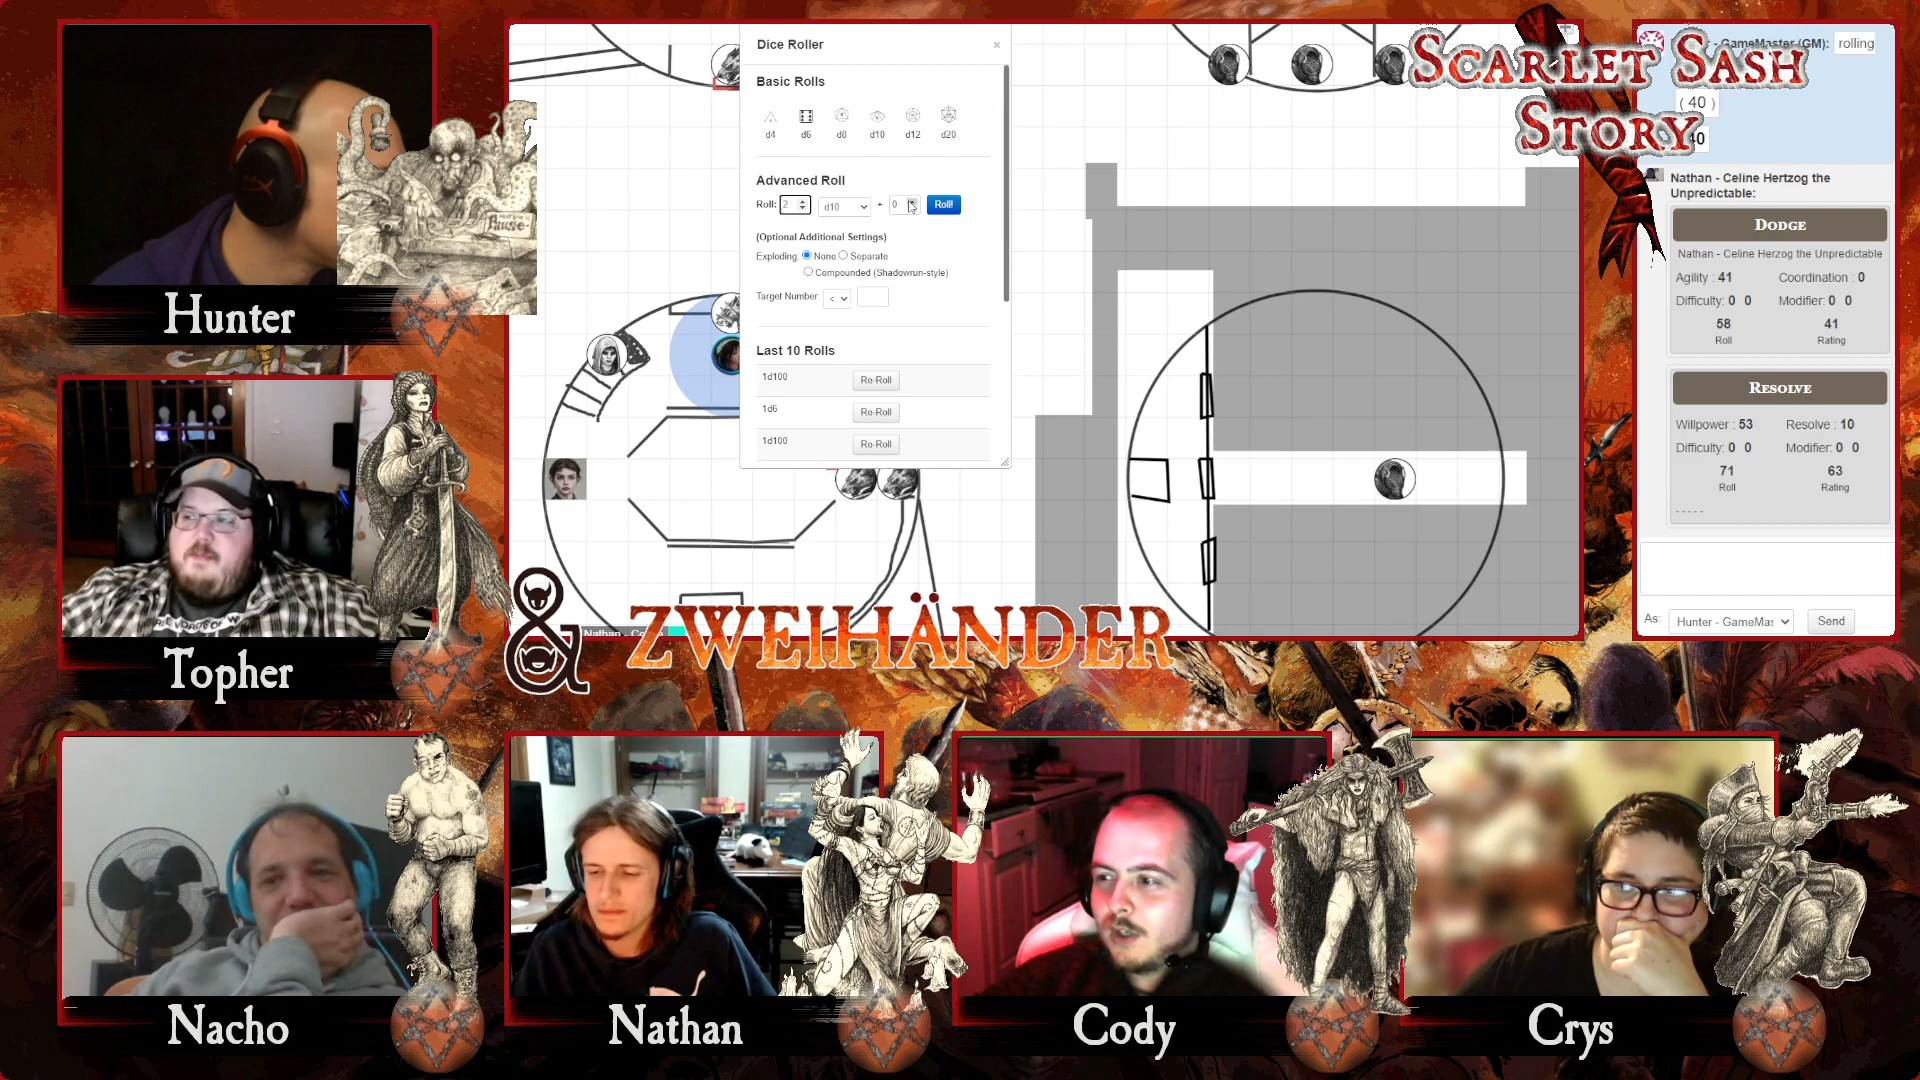 Hunter
Pause-
Topher
Nacho
Nathan
Cody
Crys
Dice Roller
Basic Rolls
d4 d6 d8 d10 d12 d20
Advanced Roll
Roll: 2 d10 + 0 Roll!
(Optional Additional Settings)
Exploding: None Separate
Compounded (Shadowrun-style)
Target Number: <
Last 10 Rolls
1d100 Re-Roll
1d6 Re-Roll
1d100 Re-Roll
& ZWEIHÄNDER
Scarlet Sash
Story
- GameMaster (GM): rolling
( 40 )
40
Nathan - Celine Hertzog the
Unpredictable:
Dodge
Nathan - Celine Herzog the Unpredictable
Agility : 41 Coordination : 0
Difficulty: 0 0 Modifier: 0 0
58 41
Roll Rating
Resolve
Willpower : 53 Resolve : 10
Difficulty: 0 0 Modifier: 0 0
71 63
Roll Rating
-----
As: Hunter - GameMas Send